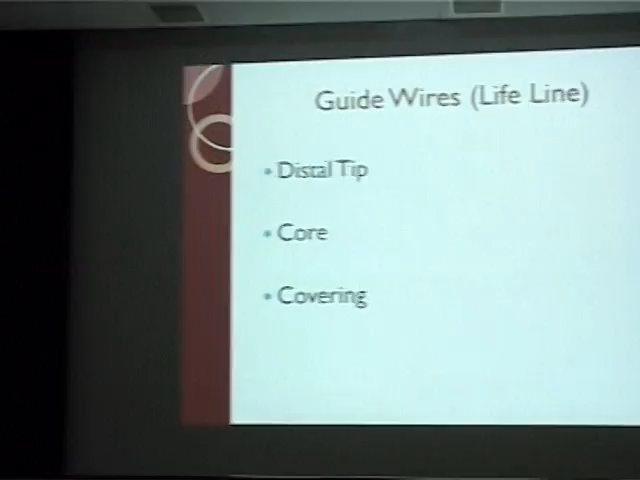 Guide Wires (Life Line)
• Distal Tip
• Core
• Covering